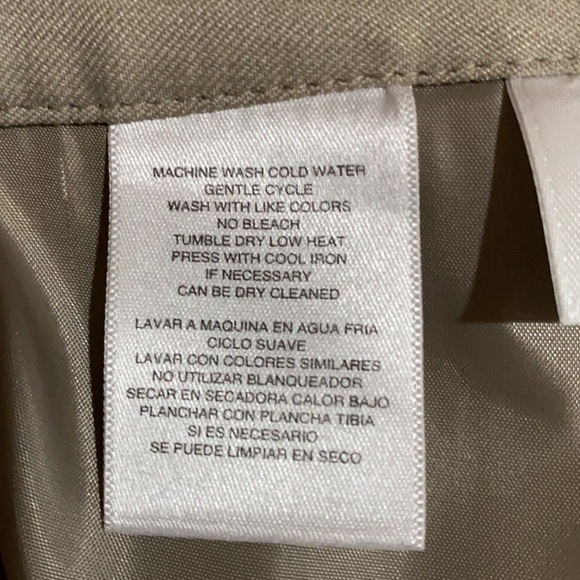 MACHINE WASH COLD WATER
GENTLE CYCLE
WASH WITH LIKE COLORS
NO BLEACH
TUMBLE DRY LOW HEAT
PRESS WITH COOL IRON
IF NECESSARY
CAN BE DRY CLEANED
LAVAR A MAQUINA EN AGUA FRIA
CICLO SUAVE
LAVAR CON COLORES SIMILARES
NO UTILIZAR BLANQUEADOR
SECAR EN SECADORA CALOR BAJO
PLANCHAR CON PLANCHA TIBIA
SI ES NECESARIO
SE PUEDE LIMPIAR EN SECO